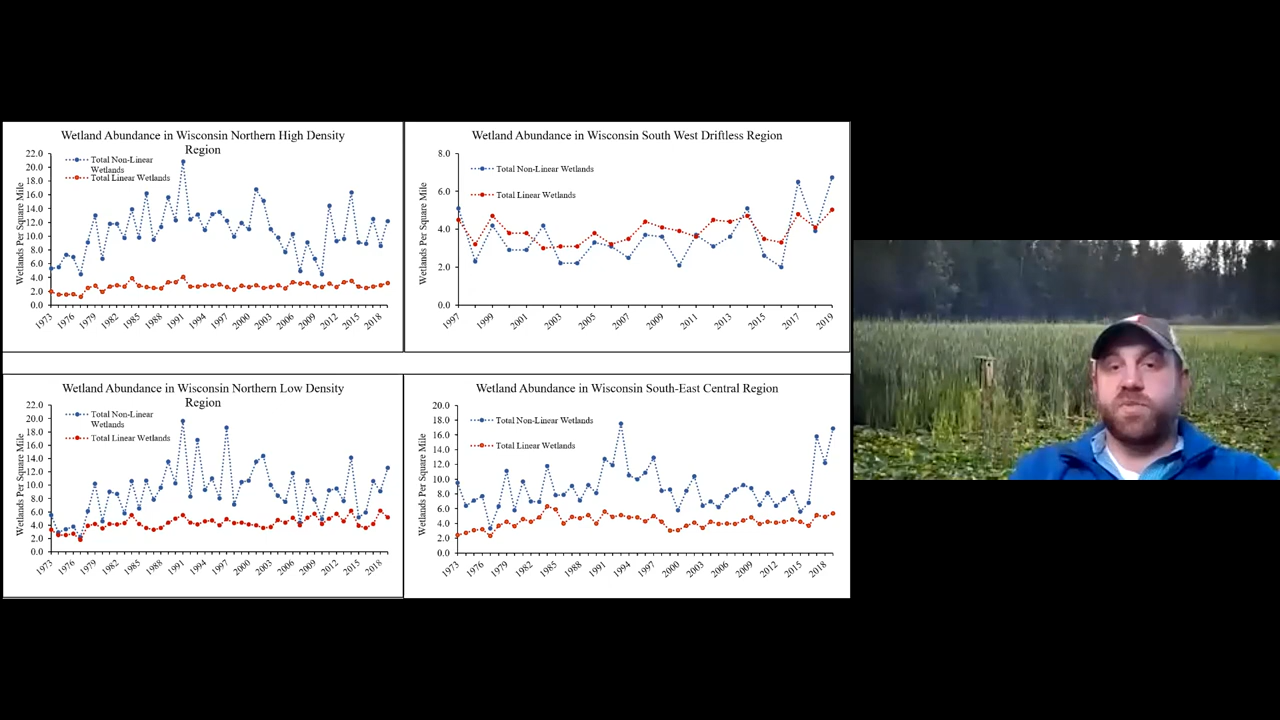 Wetland Abundance in Wisconsin Northern High Density
Region
Wetlands Per Square Mile
22.0
20.0
18.0
16.0
14.0
12.0
10.0
8.0
6.0
4.0
2.0
0.0
Total Non-Linear
Wetlands
Total Linear Wetlands
1973 1976 1979 1982 1985 1988 1991 1994 1997 2000 2003 2006 2009 2012 2015 2018
Wetland Abundance in Wisconsin South West Driftless Region
Wetlands Per Square Mile
8.0
6.0
4.0
2.0
0.0
Total Non-Linear Wetlands
Total Linear Wetlands
1997 1999 2001 2003 2005 2007 2009 2011 2013 2015 2017 2019
Wetland Abundance in Wisconsin Northern Low Density
Region
Wetlands Per Square Mile
22.0
20.0
18.0
16.0
14.0
12.0
10.0
8.0
6.0
4.0
2.0
0.0
Total Non-Linear
Wetlands
Total Linear Wetlands
1973 1976 1979 1982 1985 1988 1991 1994 1997 2000 2003 2006 2009 2012 2015 2018
Wetland Abundance in Wisconsin South-East Central Region
Wetlands Per Square Mile
20.0
18.0
16.0
14.0
12.0
10.0
8.0
6.0
4.0
2.0
0.0
Total Non-Linear Wetlands
Total Linear Wetlands
1973 1976 1979 1982 1985 1988 1991 1994 1997 2000 2003 2006 2009 2012 2015 2018